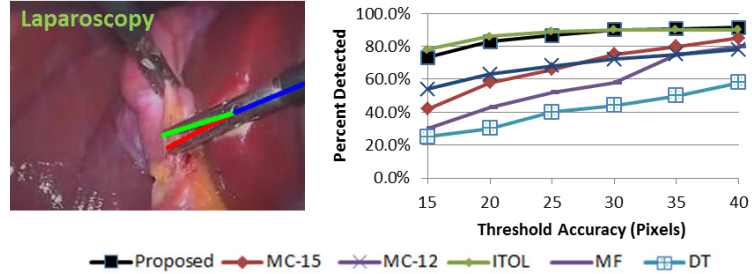 Laparoscopy
Percent Detected
100.0%
80.0%
60.0%
40.0%
20.0%
0.0%
15 20 25 30 35 40
Threshold Accuracy (Pixels)
Proposed MC-15 MC-12 ITOL MF DT